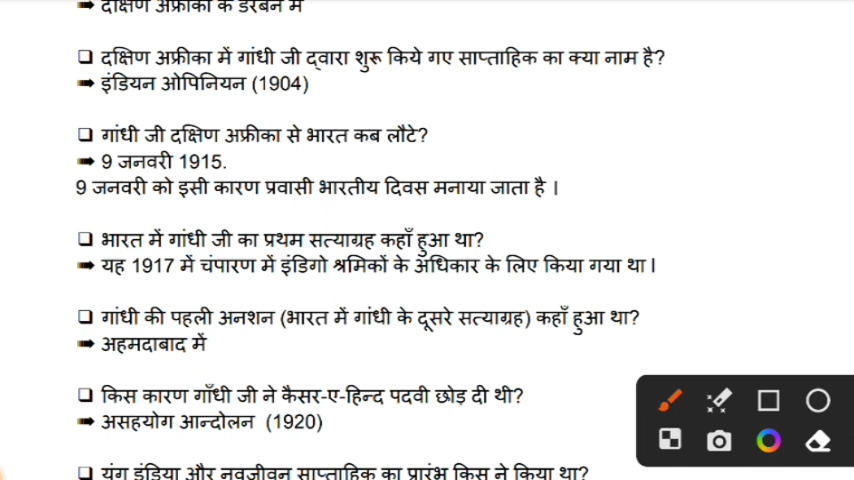 ➡ दक्षिण अफ्रीका के डरबन में
❑ दक्षिण अफ्रीका में गांधी जी द्वारा शुरू किये गए साप्ताहिक का क्या नाम है?
➡ इंडियन ओपिनियन (1904)
❑ गांधी जी दक्षिण अफ्रीका से भारत कब लौटे?
➡ 9 जनवरी 1915.
9 जनवरी को इसी कारण प्रवासी भारतीय दिवस मनाया जाता है ।
❑ भारत में गांधी जी का प्रथम सत्याग्रह कहाँ हुआ था?
➡ यह 1917 में चंपारण में इंडिगो श्रमिकों के अधिकार के लिए किया गया था l
❑ गांधी की पहली अनशन (भारत में गांधी के दूसरे सत्याग्रह) कहाँ हुआ था?
➡ अहमदाबाद में
❑ किस कारण गाँधी जी ने कैसर-ए-हिन्द पदवी छोड़ दी थी?
➡ असहयोग आन्दोलन (1920)
❑ यंग इंडिया और नवजीवन साप्ताहिक का प्रारंभ किस ने किया था?